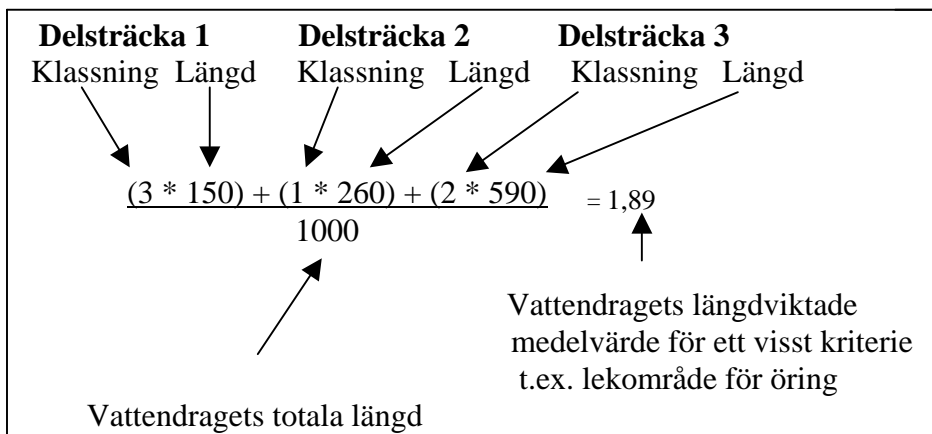 Delsträcka 1 Delsträcka 2 Delsträcka 3
Klassning Längd Klassning Längd Klassning Längd
(3 * 150) + (1 * 260) + (2 * 590) = 1,89
1000
Vattendragets längdviktade
medelvärde för ett visst kriterie
t.ex. lekområde för öring
Vattendragets totala längd